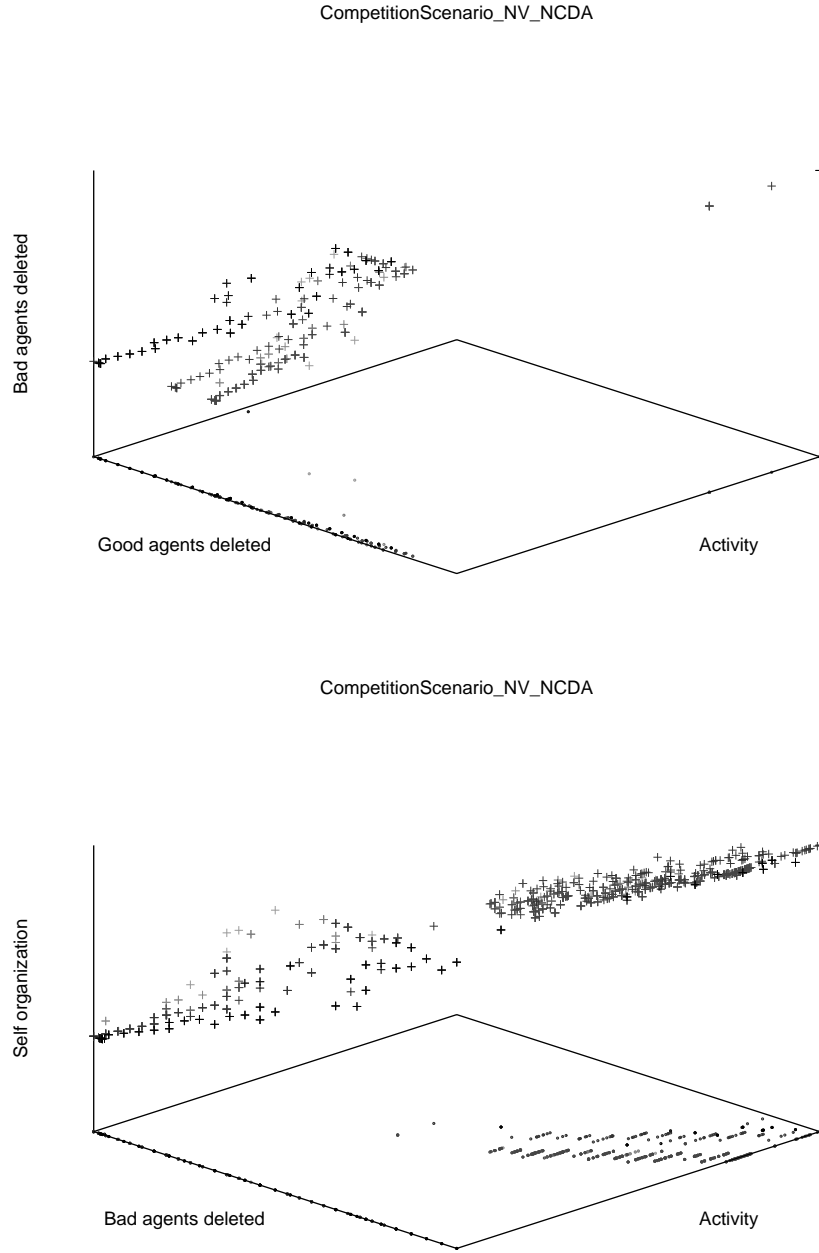 CompetitionScenario_NV_NCDA
Bad agents deleted
Good agents deleted
Activity
CompetitionScenario_NV_NCDA
Self organization
Bad agents deleted
Activity